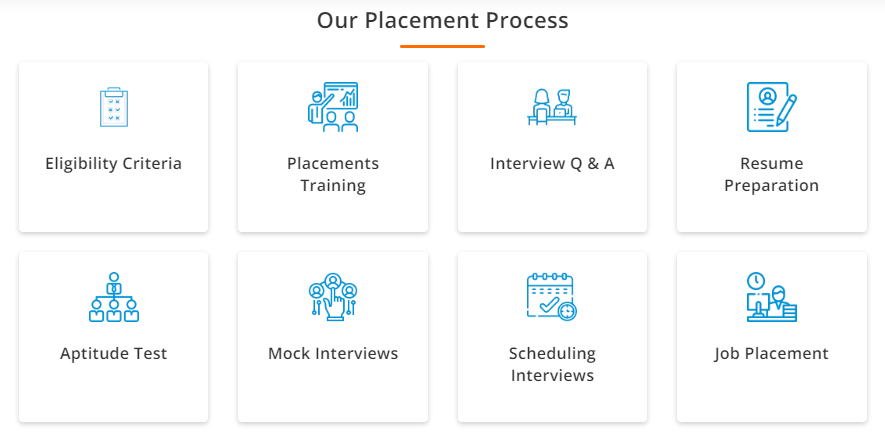 Our Placement Process
Eligibility Criteria
Placements
Training
Interview Q & A
Resume
Preparation
Aptitude Test
Mock Interviews
Scheduling
Interviews
Job Placement